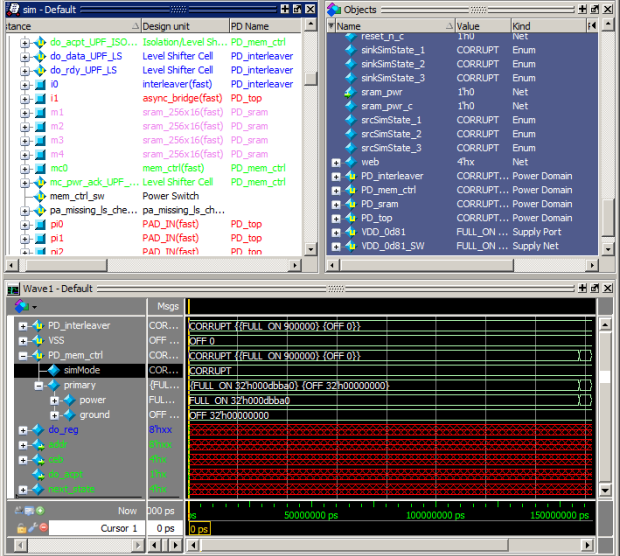 sim - Default
stance Design unit PD Name
do_acpt_UPF_ISO... Isolation/Level Sh... PD_mem_ctrl
do_data_UPF_LS Level Shifter Cell PD_interleaver
do_rdy_UPF_LS Level Shifter Cell PD_interleaver
i0 interleaver(fast) PD_interleaver
i1 async_bridge(fast) PD_top
m1 sram_256x16(fast) PD_sram
m2 sram_256x16(fast) PD_sram
m3 sram_256x16(fast) PD_sram
m4 sram_256x16(fast) PD_sram
mc0 mem_ctrl(fast) PD_mem_ctrl
mc_pwr_ack_UPF_... Level Shifter Cell PD_mem_ctrl
mem_ctrl_sw Power Switch
pa_missing_ls_che... pa_missing_ls_ch...
pi0 PAD_IN(fast) PD_top
pi1 PAD_IN(fast) PD_top
pi2 PAD_IN(fast) PD_top
Objects
Name Value Kind
reset_n_c 1'h0 Net
sinkSimState_1 CORRUPT Enum
sinkSimState_2 CORRUPT Enum
sinkSimState_3 CORRUPT Enum
sram_pwr 1'h0 Net
sram_pwr_c 1'h0 Net
srcSimState_1 CORRUPT Enum
srcSimState_2 CORRUPT Enum
srcSimState_3 CORRUPT Enum
web 4'hx Net
PD_interleaver CORRUPT... Power Domain
PD_mem_ctrl CORRUPT... Power Domain
PD_sram CORRUPT... Power Domain
PD_top CORRUPT... Power Domain
VDD_0d81 FULL_ON ... Supply Port
VDD_0d81_SW FULL_ON ... Supply Net
Wave1 - Default
Msgs
PD_interleaver COR... CORRUPT {{FULL_ON 900000} {OFF 0}}
VSS OFF ... OFF 0
PD_mem_ctrl COR... CORRUPT {{FULL_ON 900000} {OFF 0}}
simMode COR... CORRUPT
primary {FUL... {FULL_ON 32'h000dbba0} {OFF 32'h00000000}
power FUL... FULL_ON 32'h000dbba0
ground OFF ... OFF 32'h00000000
do_reg 8'hxx
addr 8'hxx
ceb 4'hx
do_acpt 1'hx
next_state 4'hx
Now 000 ps ps 50000000 ps 100000000 ps 150000000 ps
Cursor 1 0 ps 0 ps